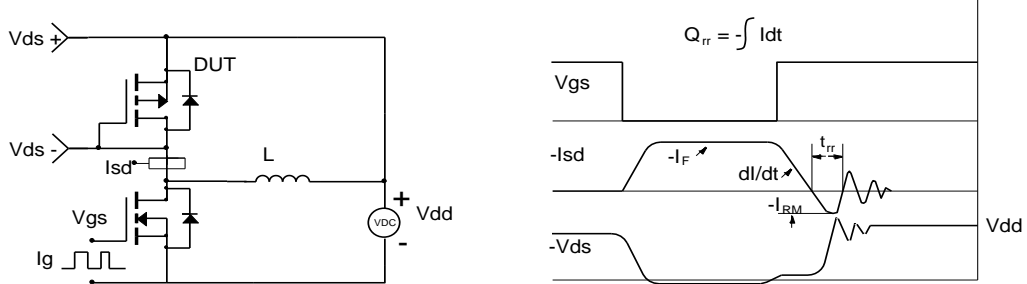 Vds +
DUT
Vds -
Isd
L
Vgs
+
VDC
-
Vdd
Ig
Qrr = -∫ Idt
Vgs
-Isd
-IF
dI/dt
trr
-IRM
Vdd
-Vds